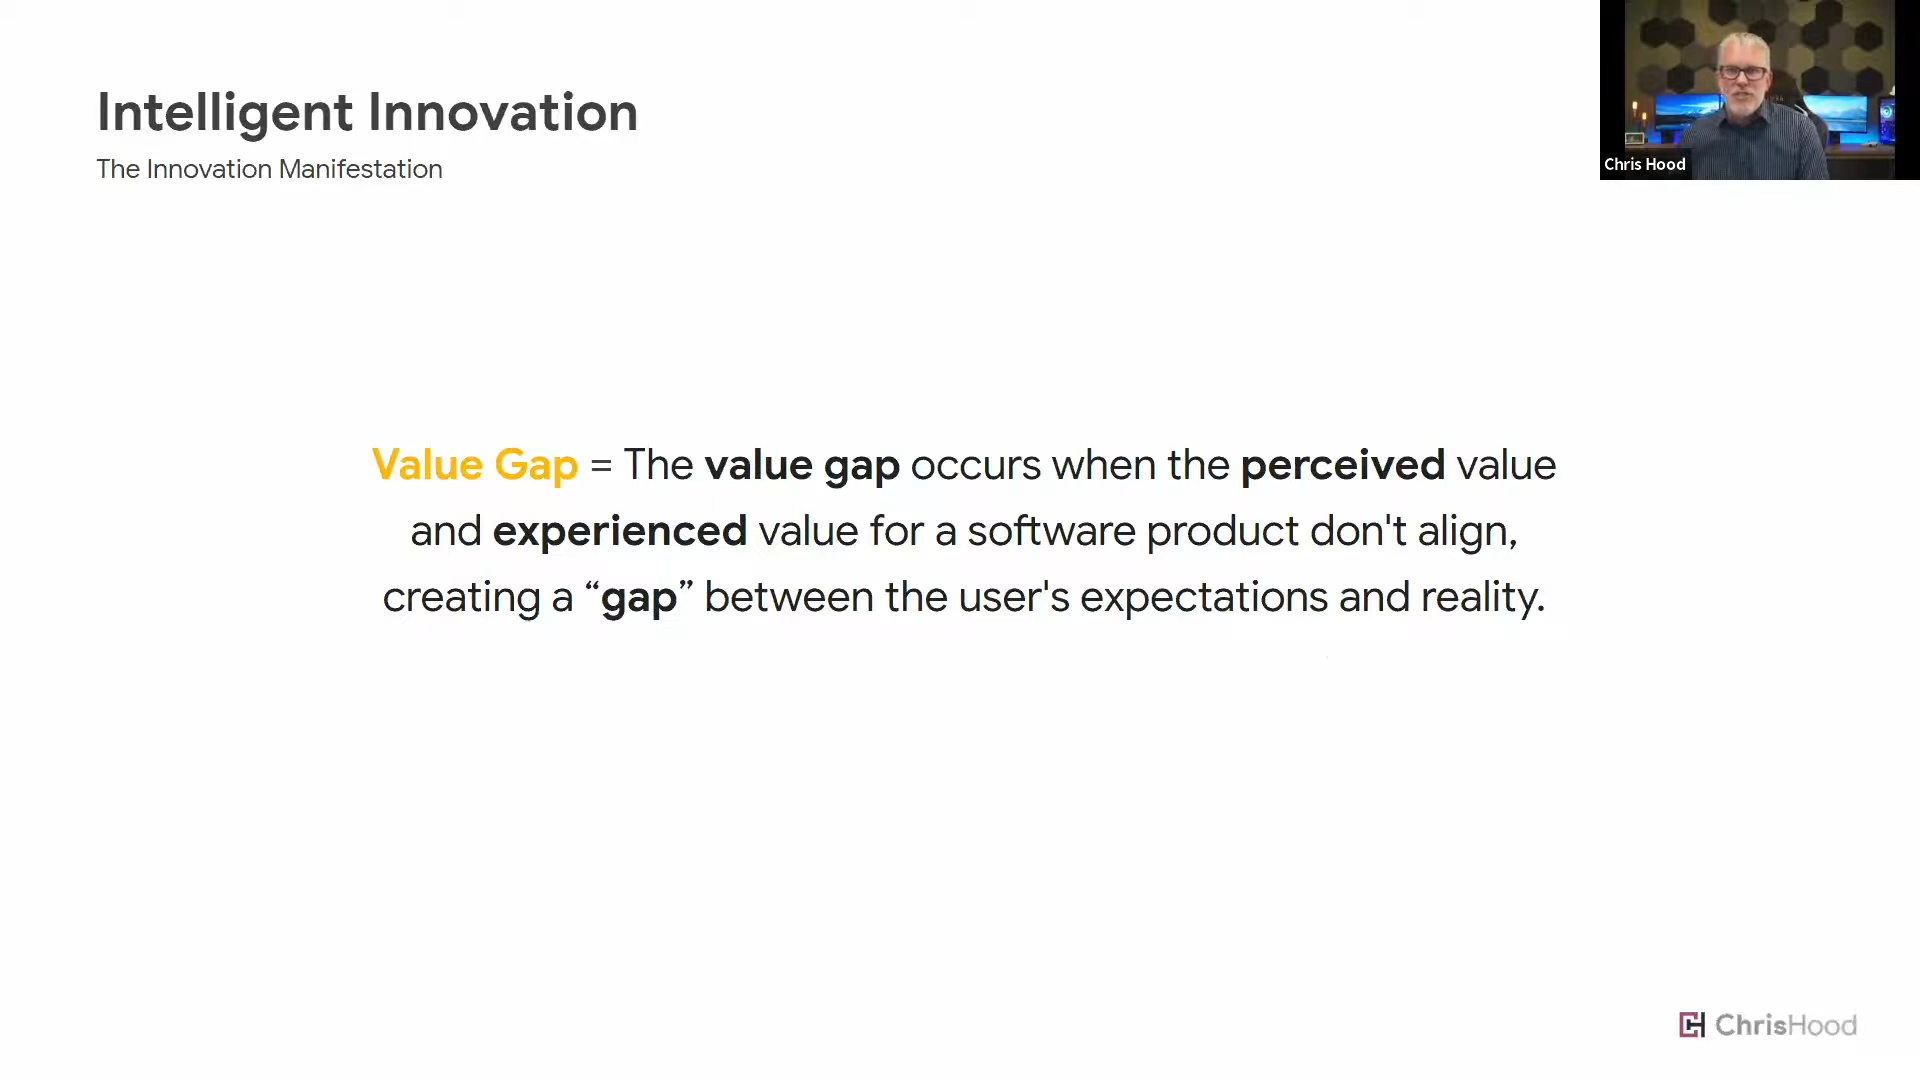 Intelligent Innovation
The Innovation Manifestation
Chris Hood
Value Gap = The value gap occurs when the perceived value
and experienced value for a software product don't align,
creating a “gap” between the user's expectations and reality.
ChrisHood